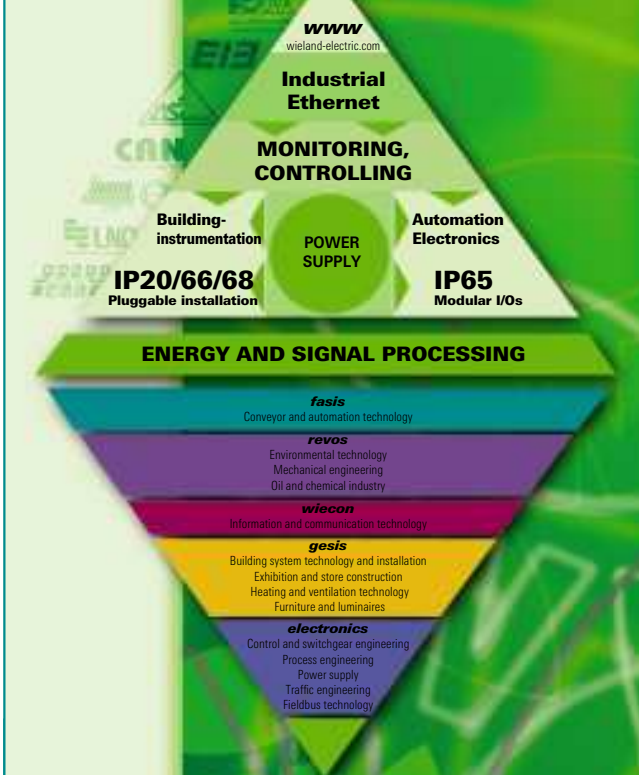 EIB
CAN
www
wieland-electric.com
Industrial
Ethernet
MONITORING,
CONTROLLING
Building-
instrumentation
POWER
SUPPLY
Automation
Electronics
IP20/66/68
Pluggable installation
IP65
Modular I/Os
ENERGY AND SIGNAL PROCESSING
fasis
Conveyor and automation technology
revos
Environmental technology
Mechanical engineering
Oil and chemical industry
wiecon
Information and communication technology
gesis
Building system technology and installation
Exhibition and store construction
Heating and ventilation technology
Furniture and luminaires
electronics
Control and switchgear engineering
Process engineering
Power supply
Traffic engineering
Fieldbus technology